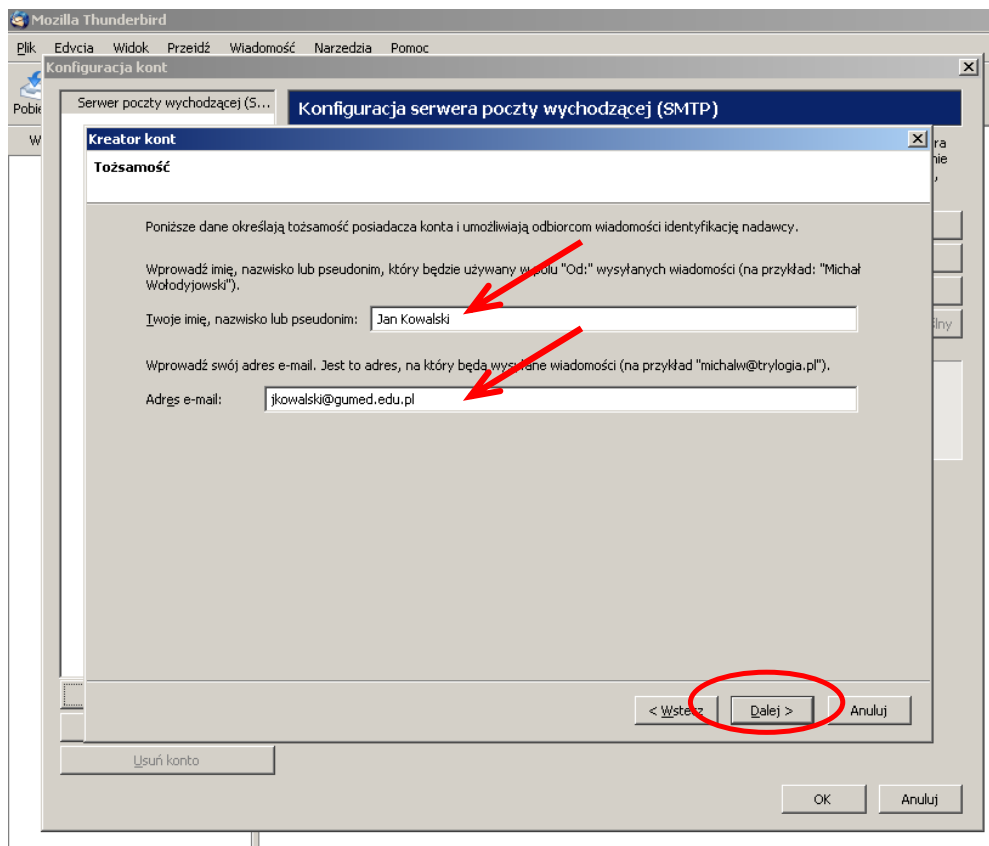 Mozilla Thunderbird
Plik Edycja Widok Przejdź Wiadomość Narzędzia Pomoc
Konfiguracja kont
Serwer poczty wychodzącej (S...
Konfiguracja serwera poczty wychodzącej (SMTP)
Pobie
W
Kreator kont
ra
Tożsamość
nie
,
Poniższe dane określają tożsamość posiadacza konta i umożliwiają odbiorcom wiadomości identyfikację nadawcy.
Wprowadź imię, nazwisko lub pseudonim, który będzie używany w polu "Od:" wysyłanych wiadomości (na przykład: "Michał
Wołodyjowski").
Twoje imię, nazwisko lub pseudonim: Jan Kowalski
ślny
Wprowadź swój adres e-mail. Jest to adres, na który będą wysyłane wiadomości (na przykład "michalw@trylogia.pl").
Adres e-mail: jkowalski@gumed.edu.pl
< Wstecz Dalej > Anuluj
Usuń konto
OK Anuluj